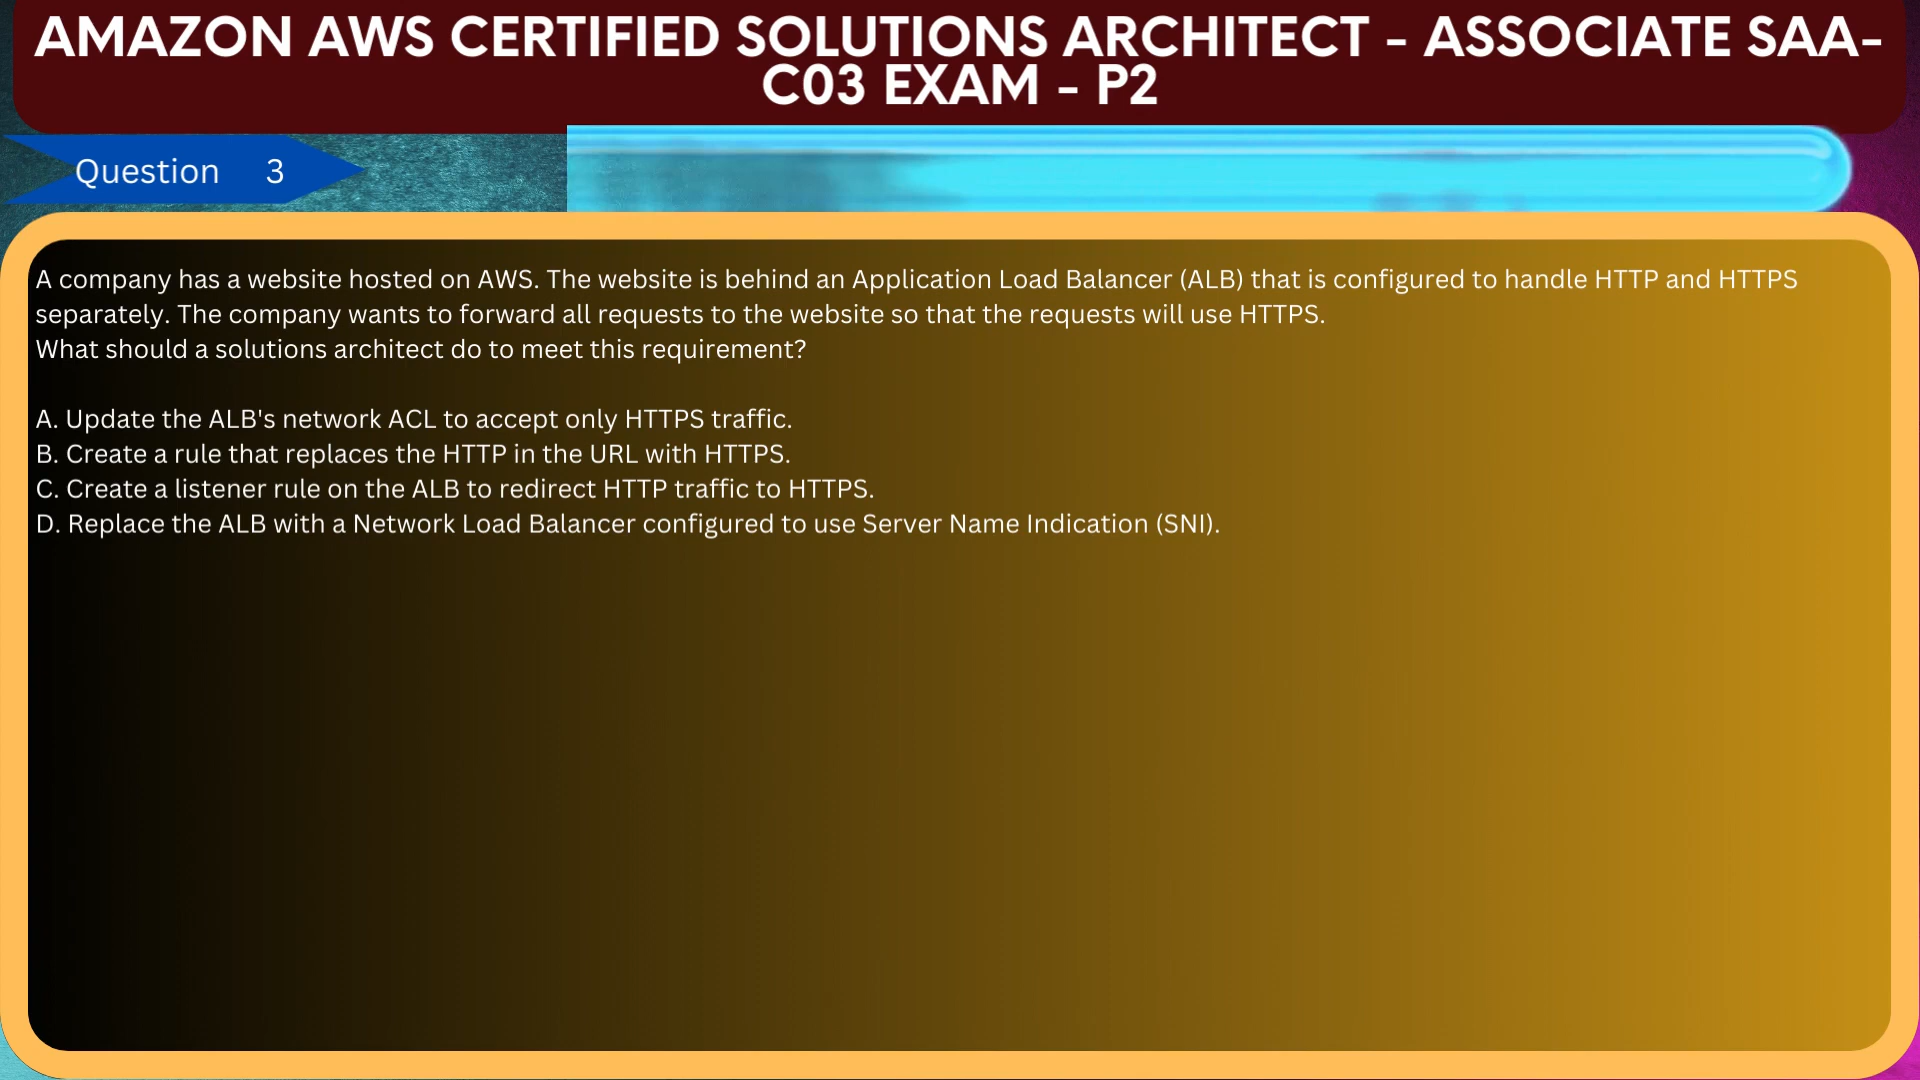 AMAZON AWS CERTIFIED SOLUTIONS ARCHITECT - ASSOCIATE SAA-
C03 EXAM - P2
Question 3
A company has a website hosted on AWS. The website is behind an Application Load Balancer (ALB) that is configured to handle HTTP and HTTPS
separately. The company wants to forward all requests to the website so that the requests will use HTTPS.
What should a solutions architect do to meet this requirement?
A. Update the ALB's network ACL to accept only HTTPS traffic.
B. Create a rule that replaces the HTTP in the URL with HTTPS.
C. Create a listener rule on the ALB to redirect HTTP traffic to HTTPS.
D. Replace the ALB with a Network Load Balancer configured to use Server Name Indication (SNI).